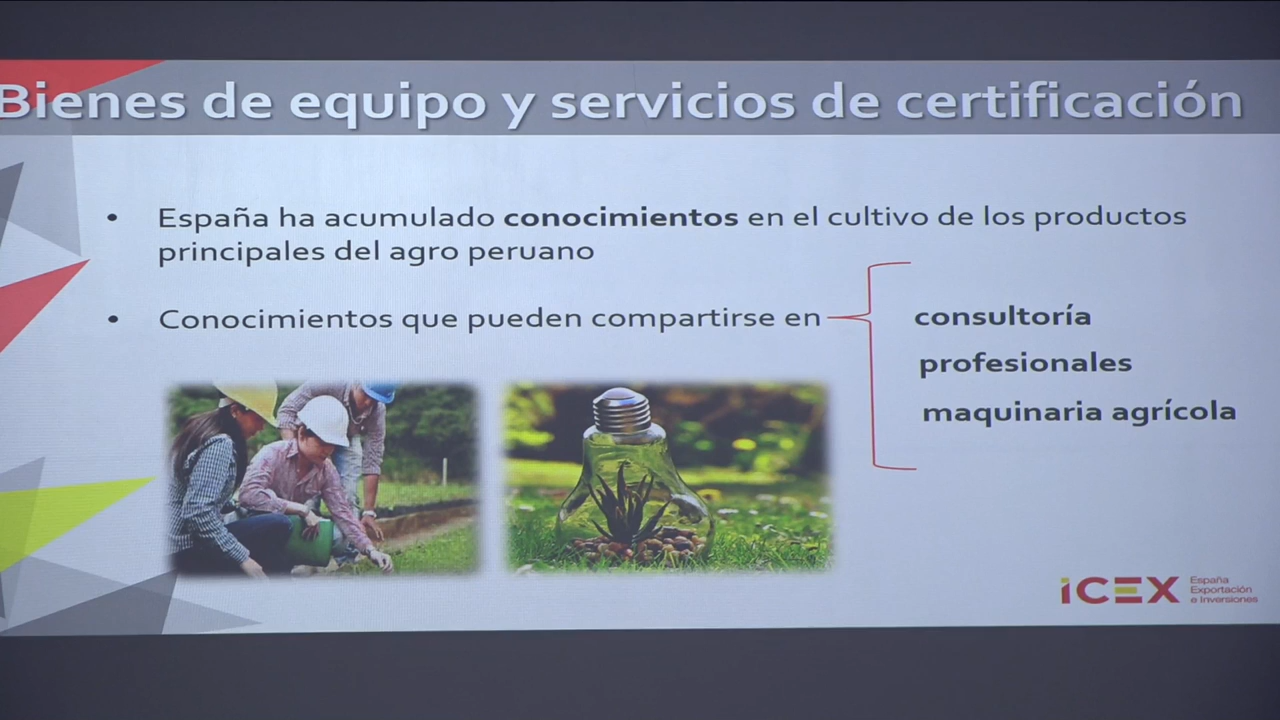 Bienes de equipo y servicios de certificación
• España ha acumulado conocimientos en el cultivo de los productos
principales del agro peruano
• Conocimientos que pueden compartirse en
consultoría
profesionales
maquinaria agrícola
iCEX España
Exportación
e Inversiones